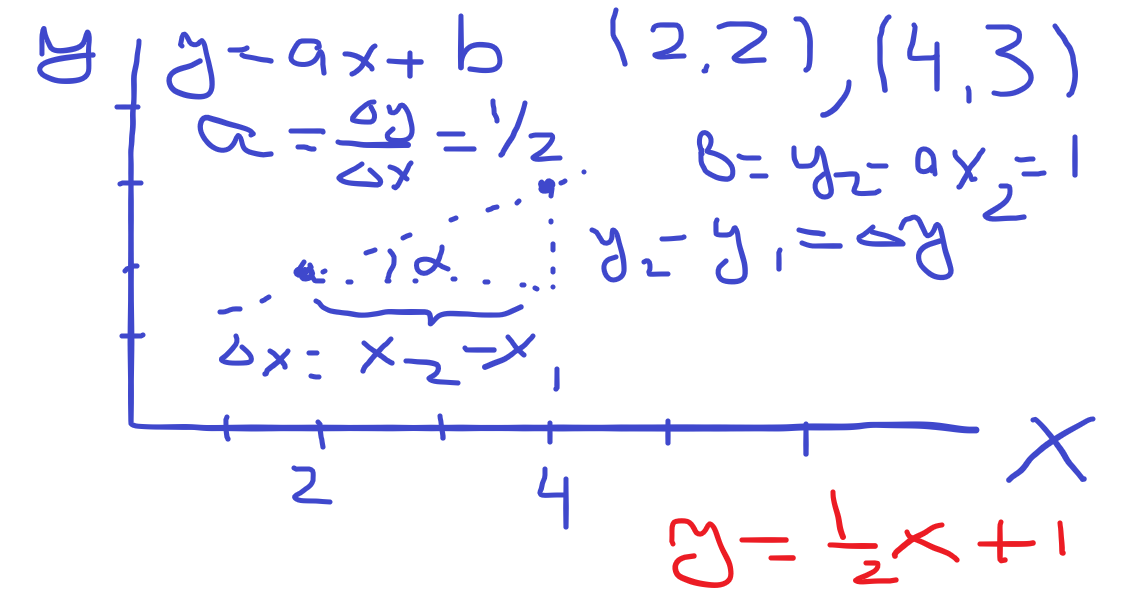 y
y = ax + b
(2,2), (4,3)
a = Δy/Δx = 1/2
b = y₂ - ax₂ = 1
y₂ - y₁ = Δy
α
Δx = x₂ - x₁
x
2
4
y = 1/2 x + 1